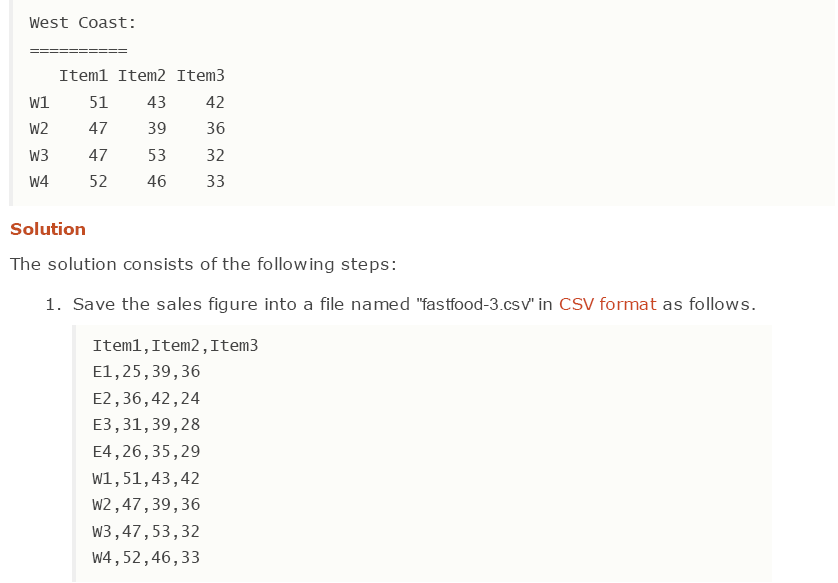 West Coast:
==========
   Item1 Item2 Item3
W1    51    43    42
W2    47    39    36
W3    47    53    32
W4    52    46    33
Solution
The solution consists of the following steps:
1. Save the sales figure into a file named "fastfood-3.csv" in CSV format as follows.
Item1,Item2,Item3
E1,25,39,36
E2,36,42,24
E3,31,39,28
E4,26,35,29
W1,51,43,42
W2,47,39,36
W3,47,53,32
W4,52,46,33